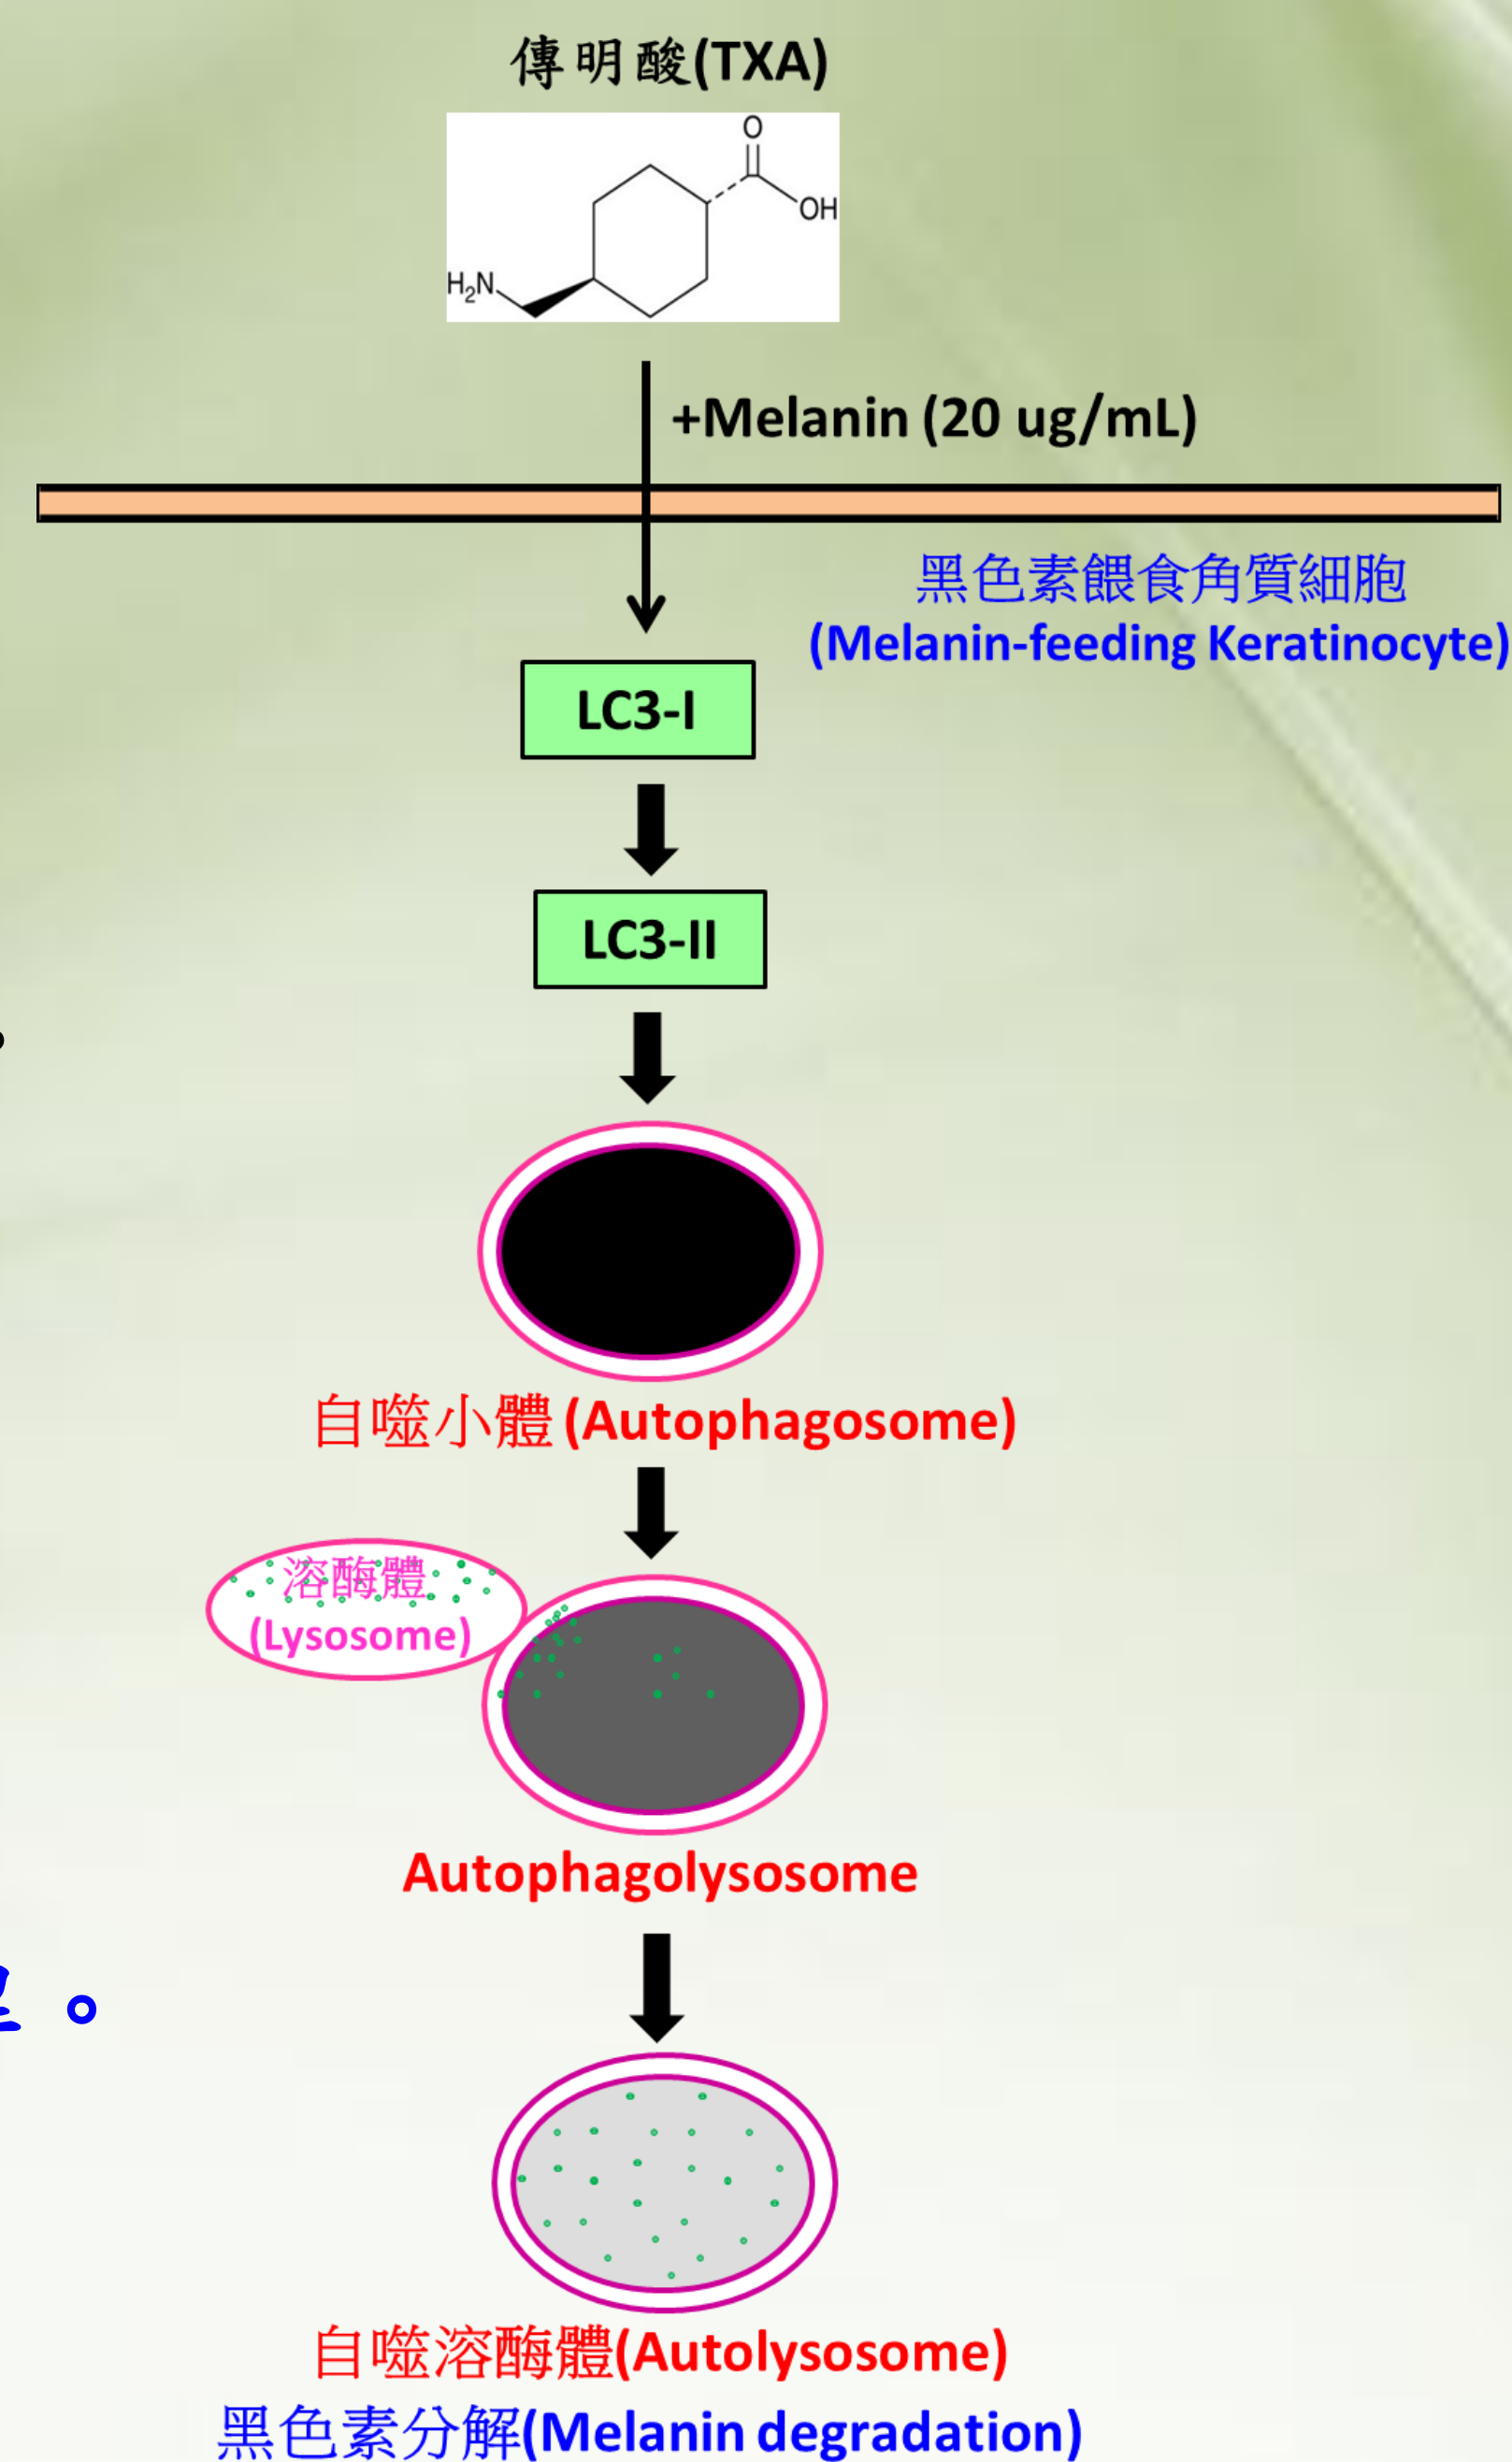 傳明酸(TXA)
O
OH
H₂N
+Melanin (20 ug/mL)
黑色素餵食角質細胞
(Melanin-feeding Keratinocyte)
LC3-I
LC3-II
。
自噬小體 (Autophagosome)
溶酶體
(Lysosome)
Autophagolysosome
。
自噬溶酶體(Autolysosome)
黑色素分解(Melanin degradation)